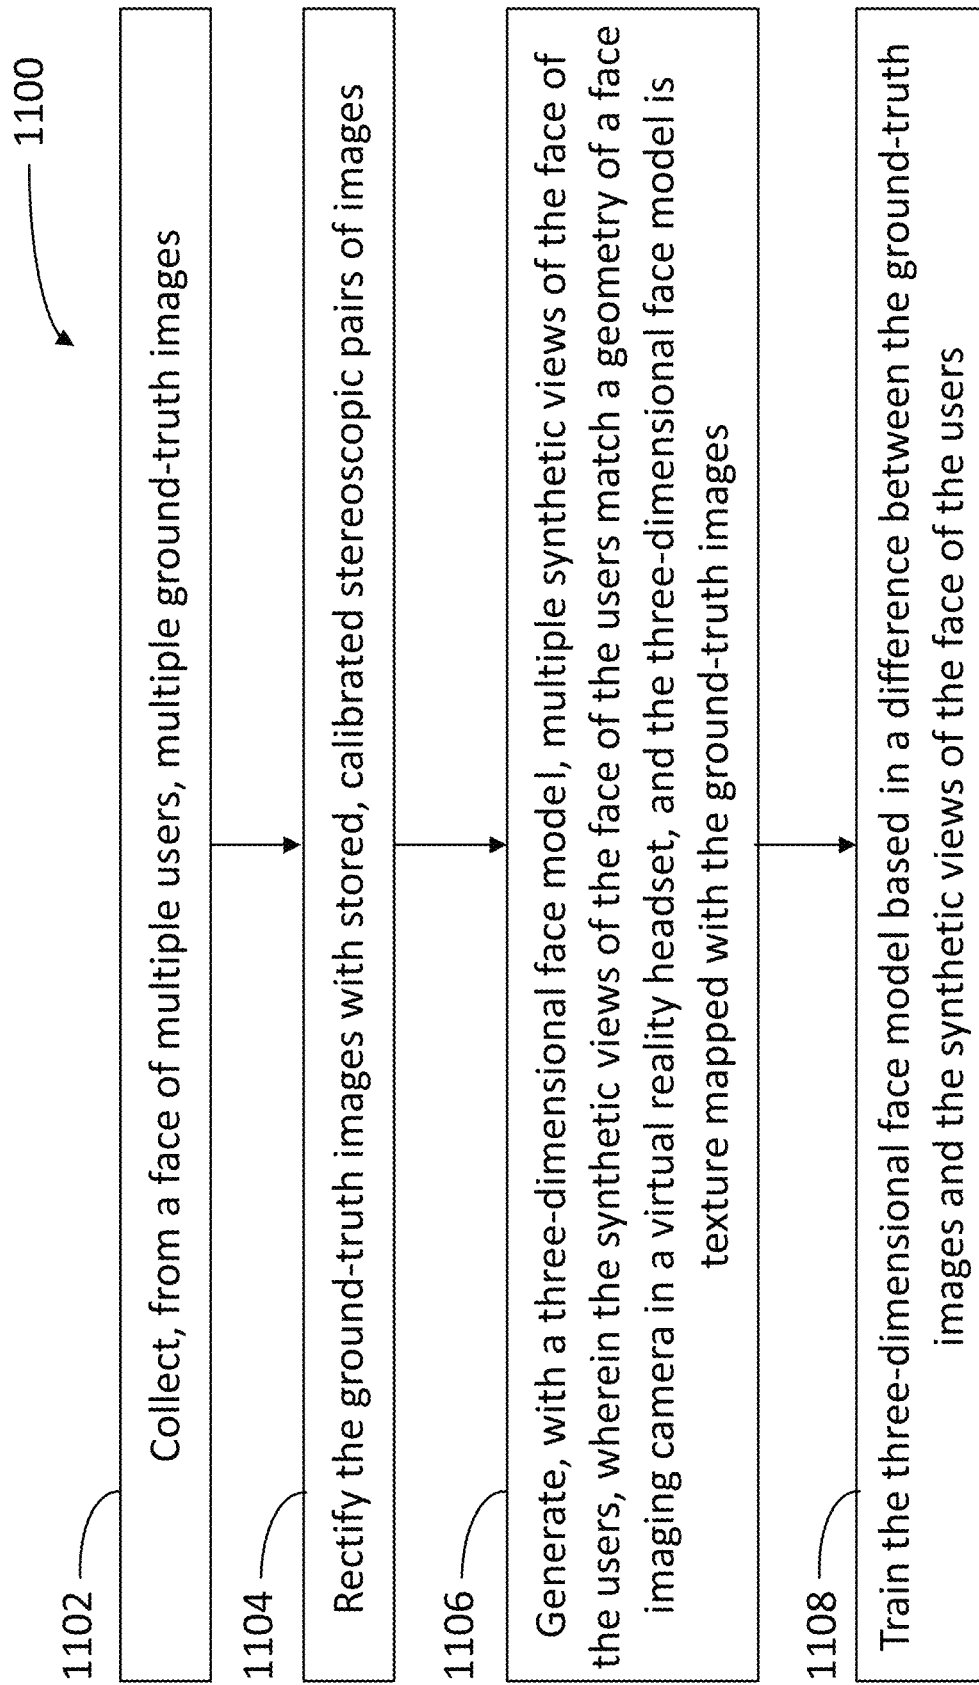 1100
1102
Collect, from a face of multiple users, multiple ground-truth images
1104
Rectify the ground-truth images with stored, calibrated stereoscopic pairs of images
1106
Generate, with a three-dimensional face model, multiple synthetic views of the face of
the users, wherein the synthetic views of the face of the users match a geometry of a face
imaging camera in a virtual reality headset, and the three-dimensional face model is
texture mapped with the ground-truth images
1108
Train the three-dimensional face model based in a difference between the ground-truth
images and the synthetic views of the face of the users